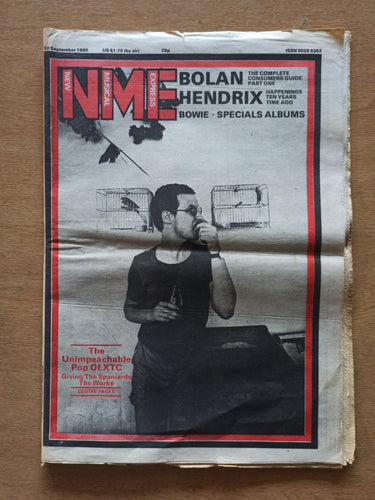 September 1980
US $1.75 (by air)
25p
ISSN 0028 6362
NEW
MUSICAL
EXPRESS
NME
BOLAN
THE COMPLETE
CONSUMERS GUIDE
PART ONE
HENDRIX
HAPPENINGS
TEN YEARS
TIME AGO
BOWIE · SPECIALS ALBUMS
The
Unimpeachable
Pop Of XTC
Giving The Spaniards
The Works
CENTRE PAGES